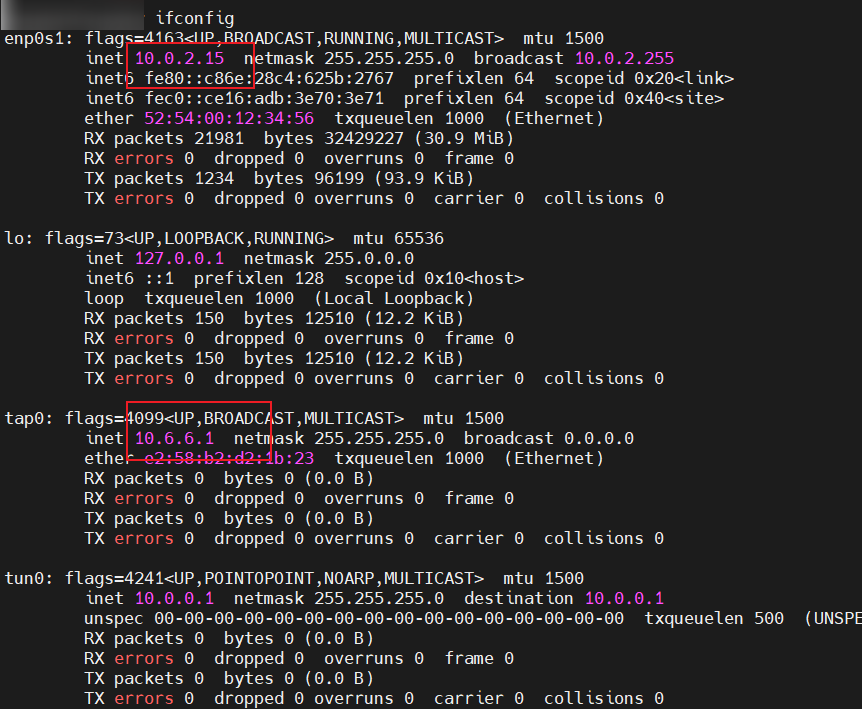 ifconfig
enp0s1: flags=4163<UP,BROADCAST,RUNNING,MULTICAST>  mtu 1500
inet 10.0.2.15  netmask 255.255.255.0  broadcast 10.0.2.255
inet6 fe80::c86e:28c4:625b:2767  prefixlen 64  scopeid 0x20<link>
inet6 fec0::ce16:adb:3e70:3e71  prefixlen 64  scopeid 0x40<site>
ether 52:54:00:12:34:56  txqueuelen 1000  (Ethernet)
RX packets 21981  bytes 32429227 (30.9 MiB)
RX errors 0  dropped 0  overruns 0  frame 0
TX packets 1234  bytes 96199 (93.9 KiB)
TX errors 0  dropped 0 overruns 0  carrier 0  collisions 0
lo: flags=73<UP,LOOPBACK,RUNNING>  mtu 65536
inet 127.0.0.1  netmask 255.0.0.0
inet6 ::1  prefixlen 128  scopeid 0x10<host>
loop  txqueuelen 1000  (Local Loopback)
RX packets 150  bytes 12510 (12.2 KiB)
RX errors 0  dropped 0  overruns 0  frame 0
TX packets 150  bytes 12510 (12.2 KiB)
TX errors 0  dropped 0 overruns 0  carrier 0  collisions 0
tap0: flags=4099<UP,BROADCAST,MULTICAST>  mtu 1500
inet 10.6.6.1  netmask 255.255.255.0  broadcast 0.0.0.0
ether e2:58:b2:d2:1b:23  txqueuelen 1000  (Ethernet)
RX packets 0  bytes 0 (0.0 B)
RX errors 0  dropped 0  overruns 0  frame 0
TX packets 0  bytes 0 (0.0 B)
TX errors 0  dropped 0 overruns 0  carrier 0  collisions 0
tun0: flags=4241<UP,POINTOPOINT,NOARP,MULTICAST>  mtu 1500
inet 10.0.0.1  netmask 255.255.255.0  destination 10.0.0.1
unspec 00-00-00-00-00-00-00-00-00-00-00-00-00-00-00-00  txqueuelen 500  (UNSPE
RX packets 0  bytes 0 (0.0 B)
RX errors 0  dropped 0  overruns 0  frame 0
TX packets 0  bytes 0 (0.0 B)
TX errors 0  dropped 0 overruns 0  carrier 0  collisions 0